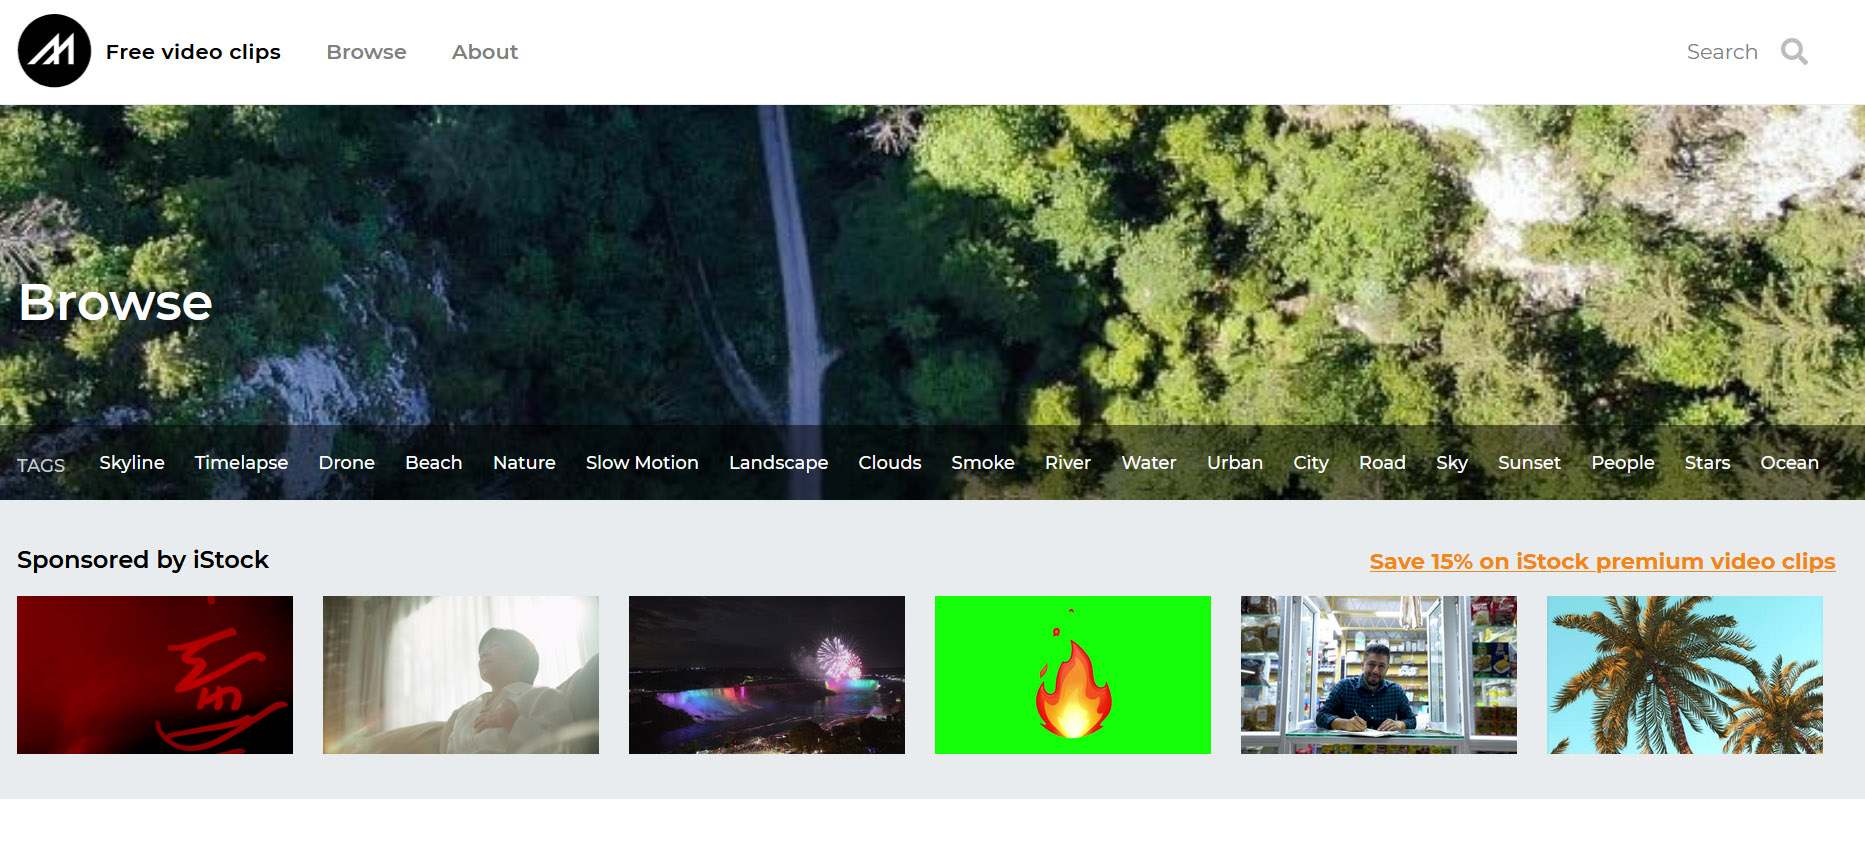 Free video clips Browse About Search
Browse
TAGS Skyline Timelapse Drone Beach Nature Slow Motion Landscape Clouds Smoke River Water Urban City Road Sky Sunset People Stars Ocean
Sponsored by iStock Save 15% on iStock premium video clips